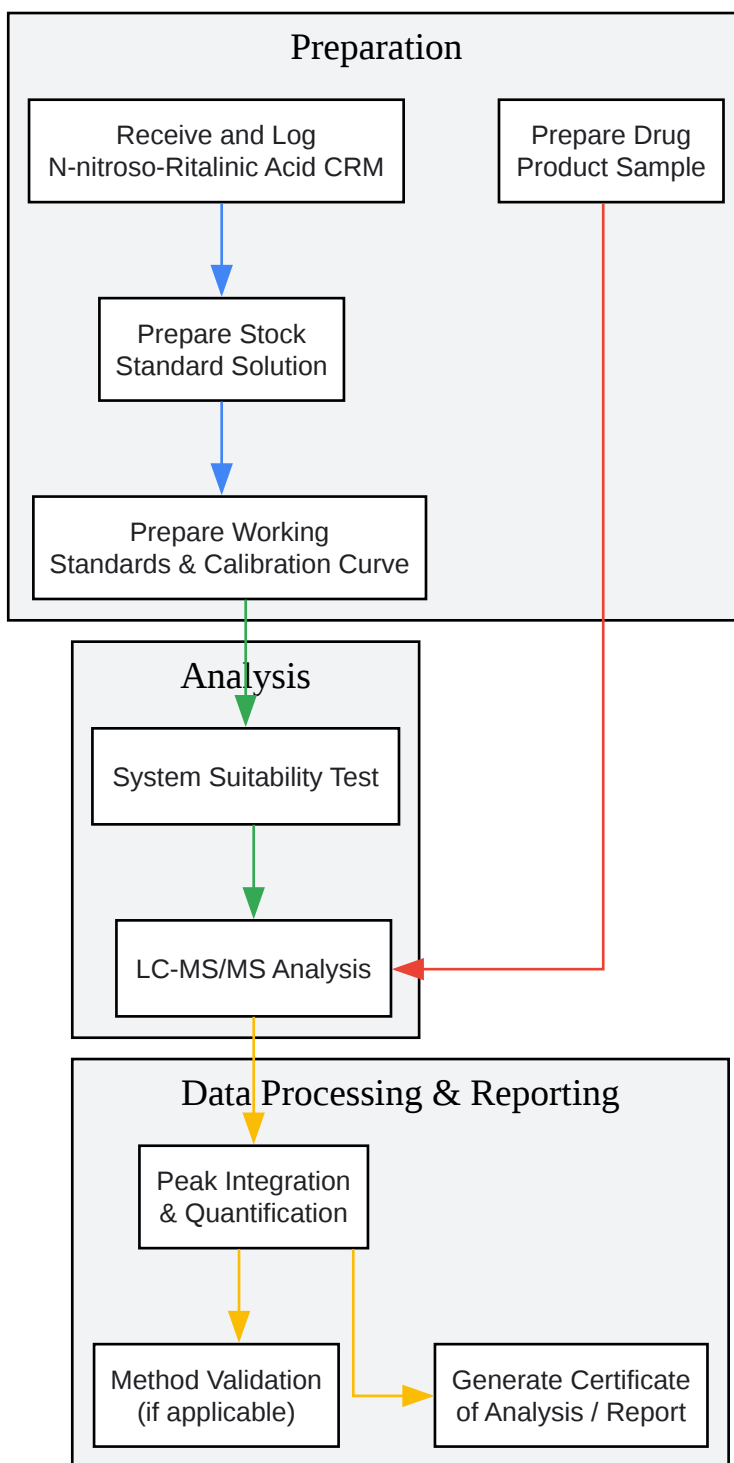 Preparation
Receive and Log
N-nitroso-Ritalinic Acid CRM
Prepare Drug
Product Sample
Prepare Stock
Standard Solution
Prepare Working
Standards & Calibration Curve
Analysis
System Suitability Test
LC-MS/MS Analysis
Data Processing & Reporting
Peak Integration
& Quantification
Method Validation
(if applicable)
Generate Certificate
of Analysis / Report